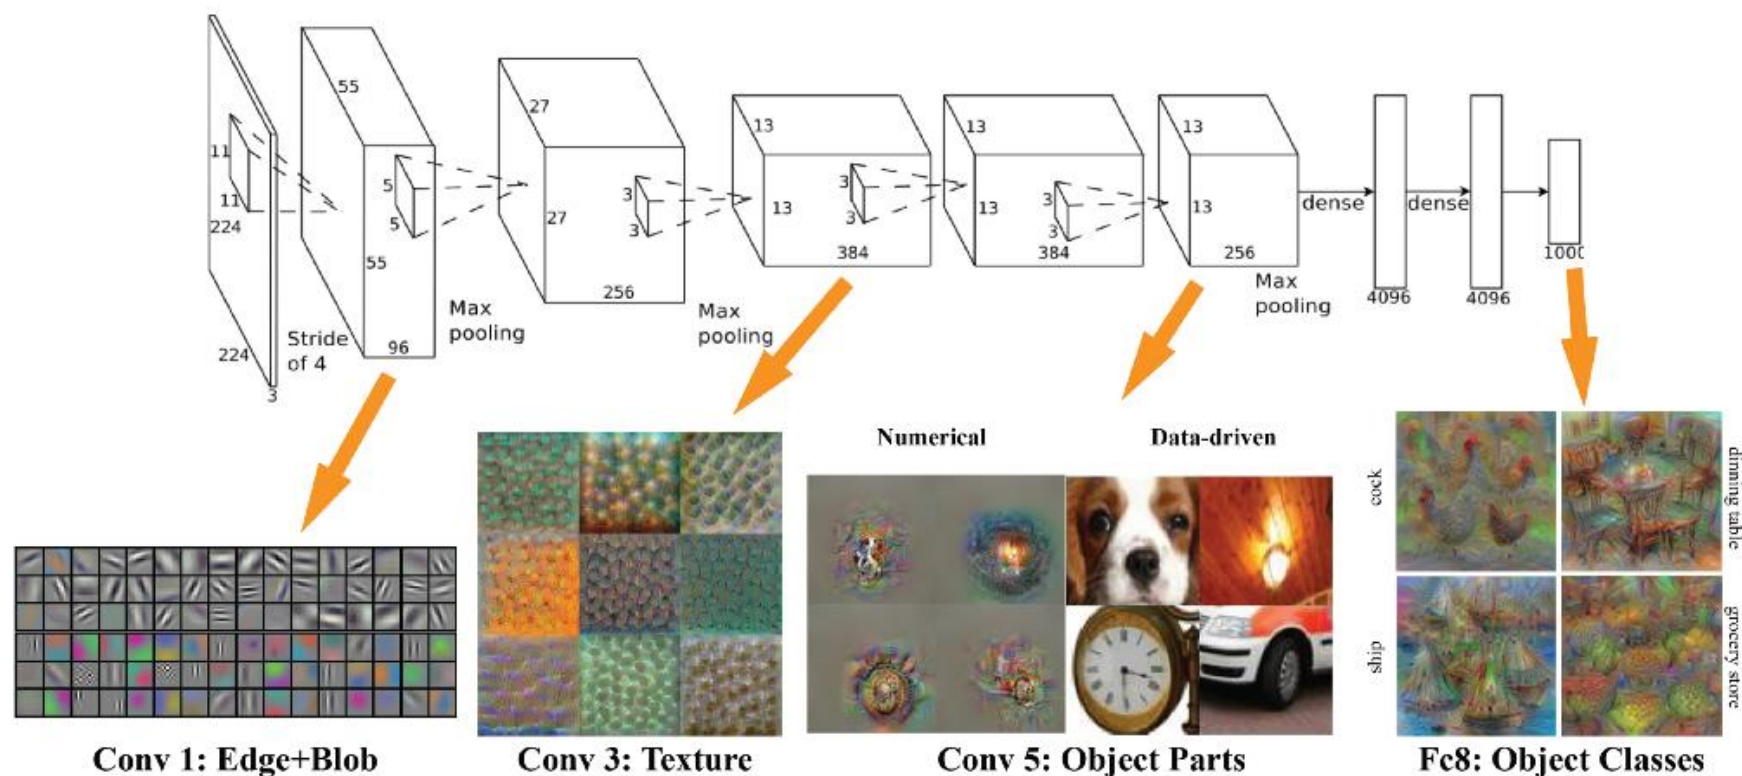 11
11
224
224
3
Stride
of 4
55
55
5
5
96
Max
pooling
27
27
3
3
256
Max
pooling
13
13
3
3
384
13
13
3
3
384
13
13
256
Max
pooling
dense
4096
dense
4096
1000
Numerical
Data-driven
cock
dinning table
ship
grocery store
Conv 1: Edge+Blob
Conv 3: Texture
Conv 5: Object Parts
Fc8: Object Classes